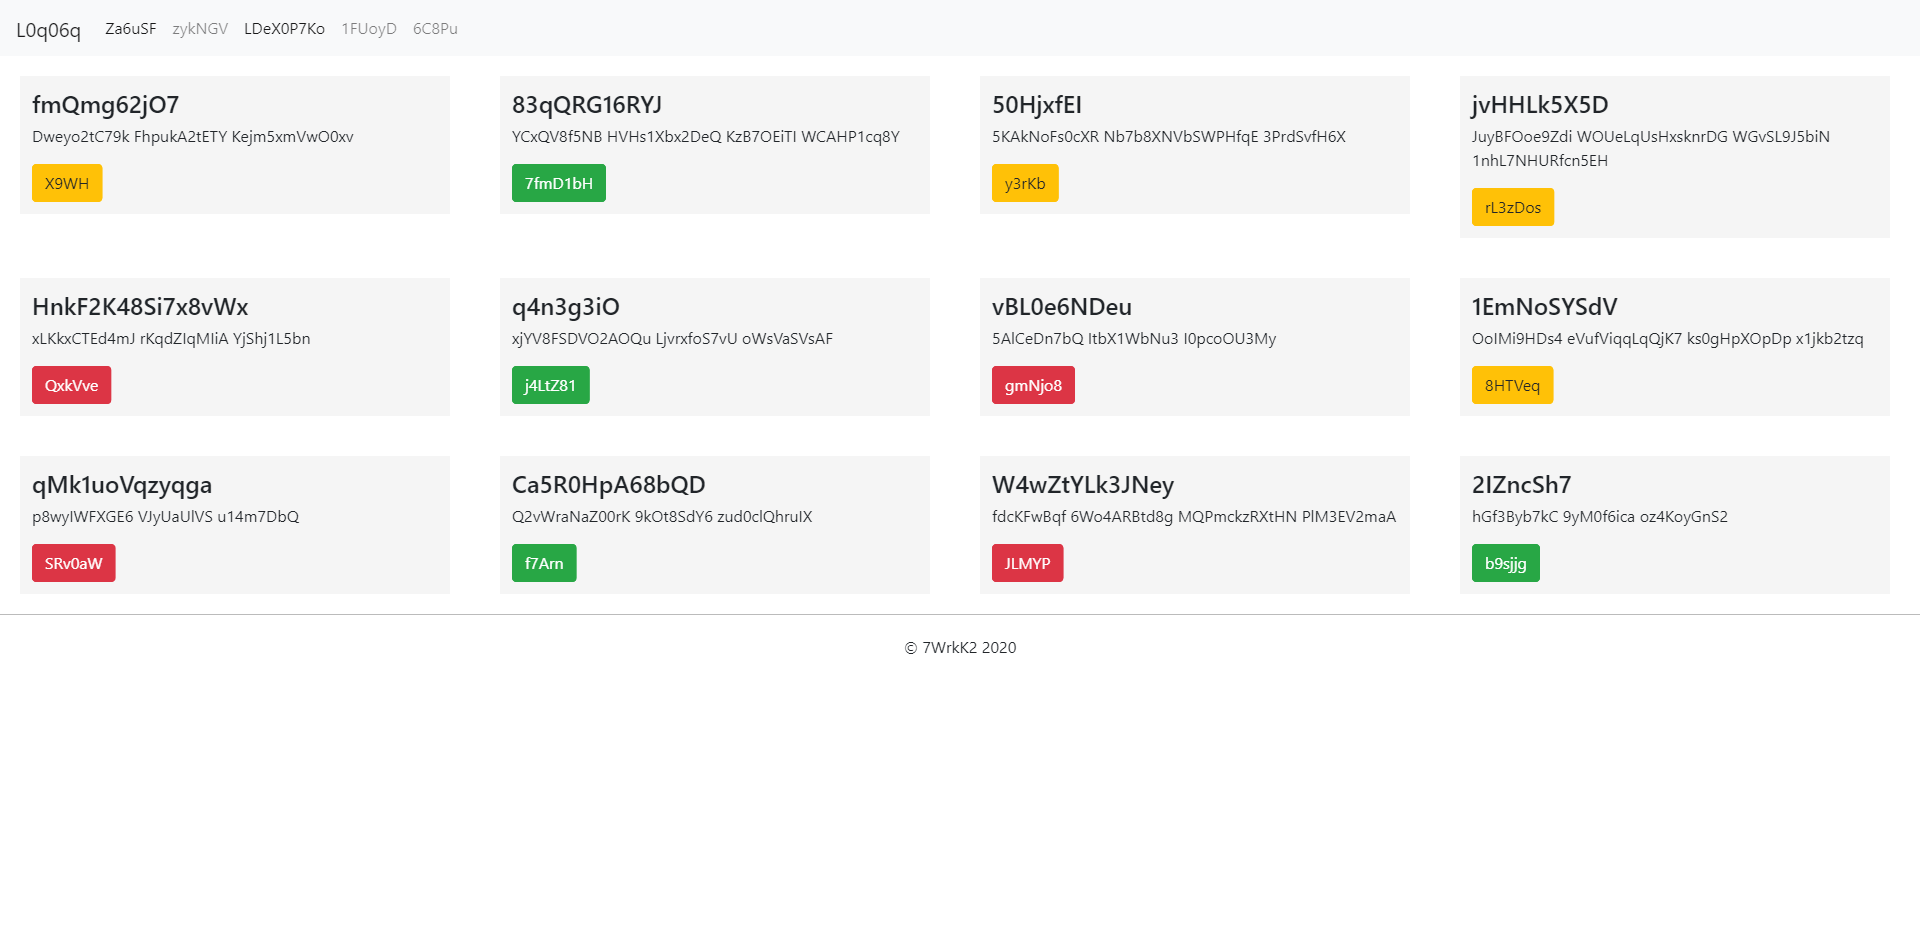 L0q06q Za6uSF zykNGV LDeX0P7Ko 1FUoyD 6C8Pu
fmQmg62jO7
Dweyo2tC79k FhpukA2tETY Kejm5xmVwO0xv
X9WH
83qQRG16RYJ
YCxQV8f5NB HVHs1Xbx2DeQ KzB7OEiTI WCAHP1cq8Y
7fmD1bH
50HjxfEI
5KAkNoFs0cXR Nb7b8XNVbSWPHfqE 3PrdSvfH6X
y3rKb
jvHHLk5X5D
JuyBFOoe9Zdi WOUeLqUsHxsknrDG WGvSL9J5biN
1nhL7NHURfcn5EH
rL3zDos
HnkF2K48Si7x8vWx
xLKkxCTEd4mJ rKqdZIqMIiA YjShj1L5bn
QxkVve
q4n3g3iO
xjYV8FSDVO2AOQu LjvrxfoS7vU oWsVaSVsAF
j4LtZ81
vBL0e6NDeu
5AlCeDn7bQ ItbX1WbNu3 I0pcoOU3My
gmNjo8
1EmNoSYSdV
OoIMi9HDs4 eVufViqqLqQjK7 ks0gHpXOpDp x1jkb2tzq
8HTVeq
qMk1uoVqzyqga
p8wyIWFXGE6 VJyUaUlVS u14m7DbQ
SRv0aW
Ca5R0HpA68bQD
Q2vWraNaZ00rK 9kOt8SdY6 zud0clQhruIX
f7Arn
W4wZtYLk3JNey
fdcKFwBqf 6Wo4ARBtd8g MQPmckzRXtHN PlM3EV2maA
JLMYP
2IZncSh7
hGf3Byb7kC 9yM0f6ica oz4KoyGnS2
b9sjjg
© 7WrkK2 2020